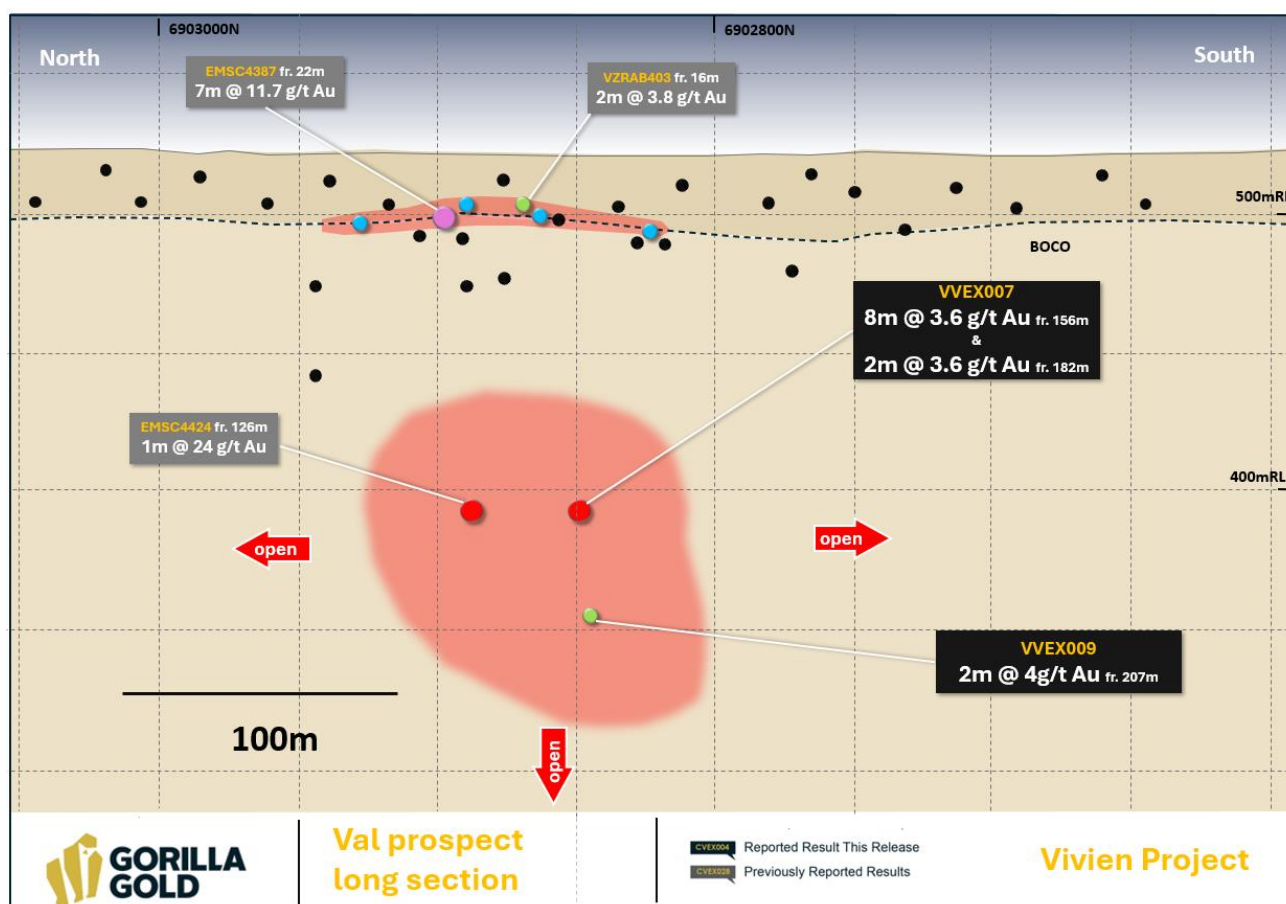 6903000N
6902800N
North
South
EMSC4387 fr. 22m
7m @ 11.7 g/t Au
VZRAB403 fr. 16m
2m @ 3.8 g/t Au
500mRL
BOCO
VVEX007
8m @ 3.6 g/t Au fr. 156m
&
2m @ 3.6 g/t Au fr. 182m
EMSC4424 fr. 126m
1m @ 24 g/t Au
400mRL
open
open
VVEX009
2m @ 4g/t Au fr. 207m
100m
open
GORILLA
GOLD
Val prospect
long section
CVEX004 Reported Result This Release
CVEX028 Previously Reported Results
Vivien Project